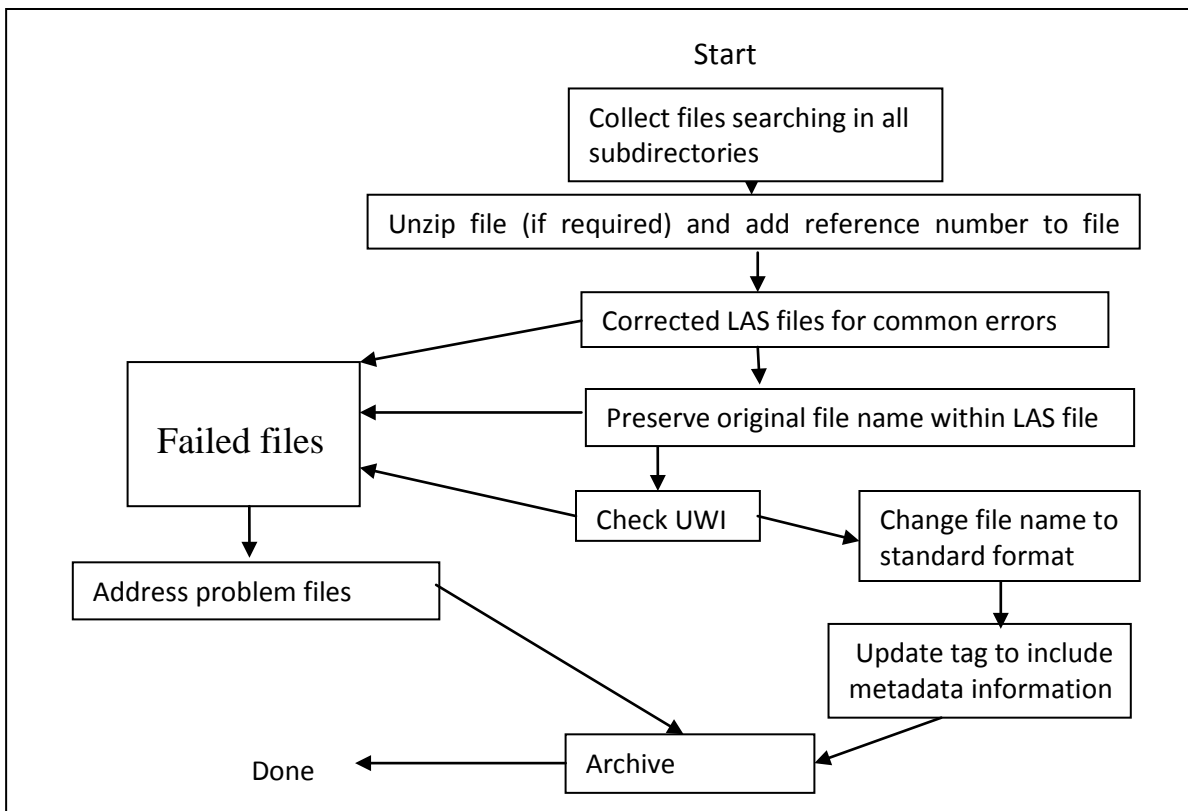 Start
Collect files searching in all
subdirectories
Unzip file (if required) and add reference number to file
Corrected LAS files for common errors
Preserve original file name within LAS file
Failed files
Check UWI
Change file name to
standard format
Address problem files
Update tag to include
metadata information
Archive
Done